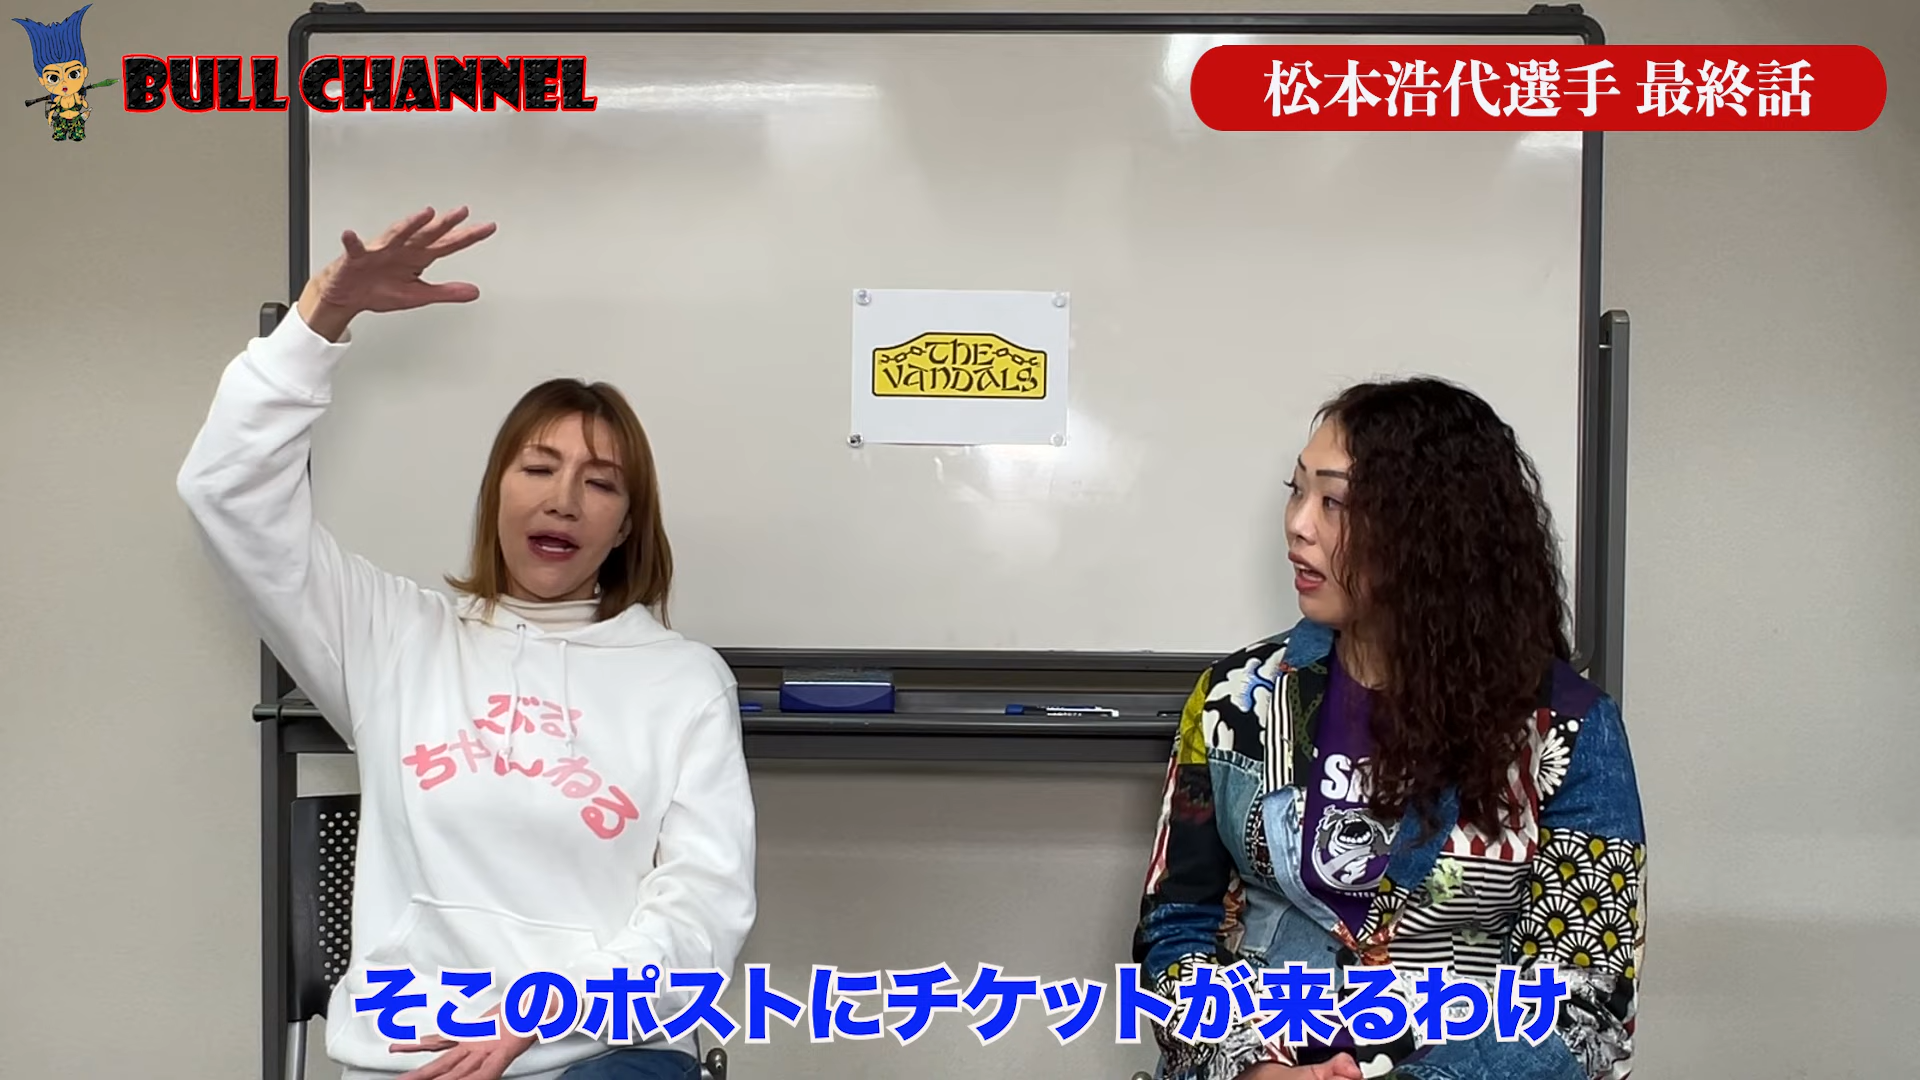 BULL CHANNEL
松本浩代選手 最終話
THE
VANDALS
ぶる
ちゃんねる
そこのポストにチケットが来るわけ